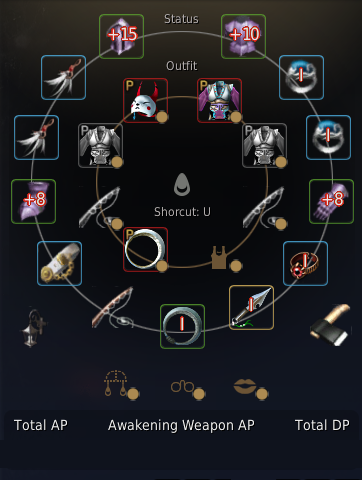 Status
+15
+10
Outfit
I
P
P
I
P
P
+8
+8
Shorcut: U
P
I
I
I
Total AP
Awakening Weapon AP
Total DP